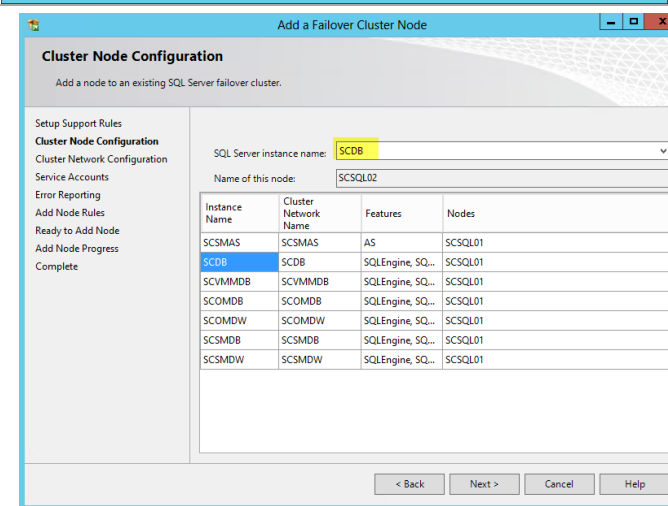 Add a Failover Cluster Node
Cluster Node Configuration
Add a node to an existing SQL Server failover cluster.
Setup Support Rules
Cluster Node Configuration
Cluster Network Configuration
Service Accounts
Error Reporting
Add Node Rules
Ready to Add Node
Add Node Progress
Complete
SQL Server instance name: SCDB
Name of this node: SCSQL02
Instance Name Cluster Network Name Features Nodes
SCSMAS SCSMAS AS SCSQL01
SCDB SCDB SQLEngine, SQ... SCSQL01
SCVMMDB SCVMMDB SQLEngine, SQ... SCSQL01
SCOMDB SCOMDB SQLEngine, SQ... SCSQL01
SCOMDW SCOMDW SQLEngine, SQ... SCSQL01
SCSMDB SCSMDB SQLEngine, SQ... SCSQL01
SCSMDW SCSMDW SQLEngine, SQ... SCSQL01
< Back Next > Cancel Help